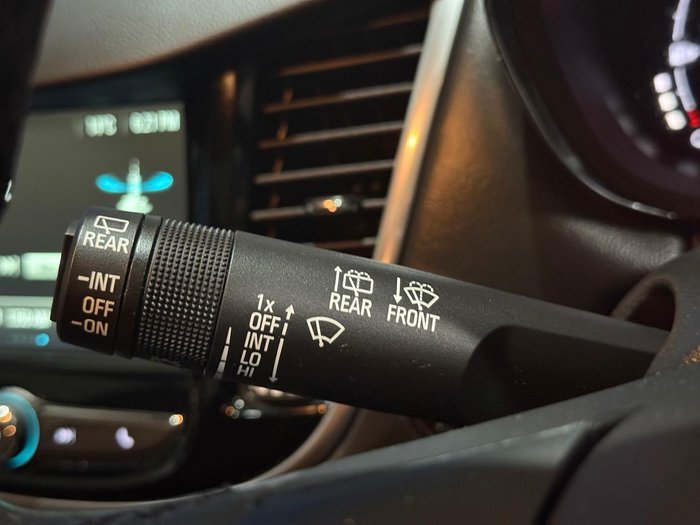 REAR
-INT
OFF
-ON
1x
OFF
INT
LO
HI
REAR
FRONT